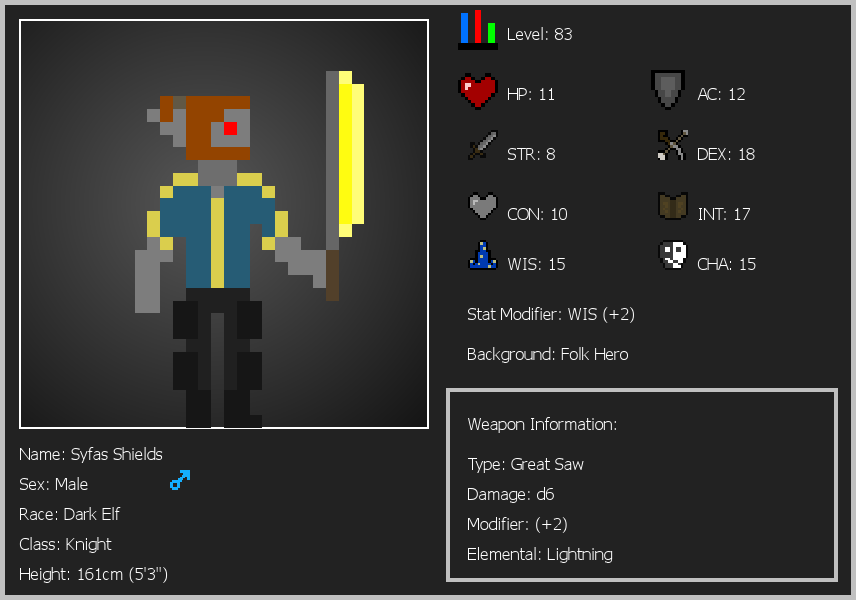 Level: 83
HP: 11
AC: 12
STR: 8
DEX: 18
CON: 10
INT: 17
WIS: 15
CHA: 15
Stat Modifier: WIS (+2)
Background: Folk Hero
Weapon Information:
Type: Great Saw
Damage: d6
Modifier: (+2)
Elemental: Lightning
Name: Syfas Shields
Sex: Male
Race: Dark Elf
Class: Knight
Height: 161cm (5'3")